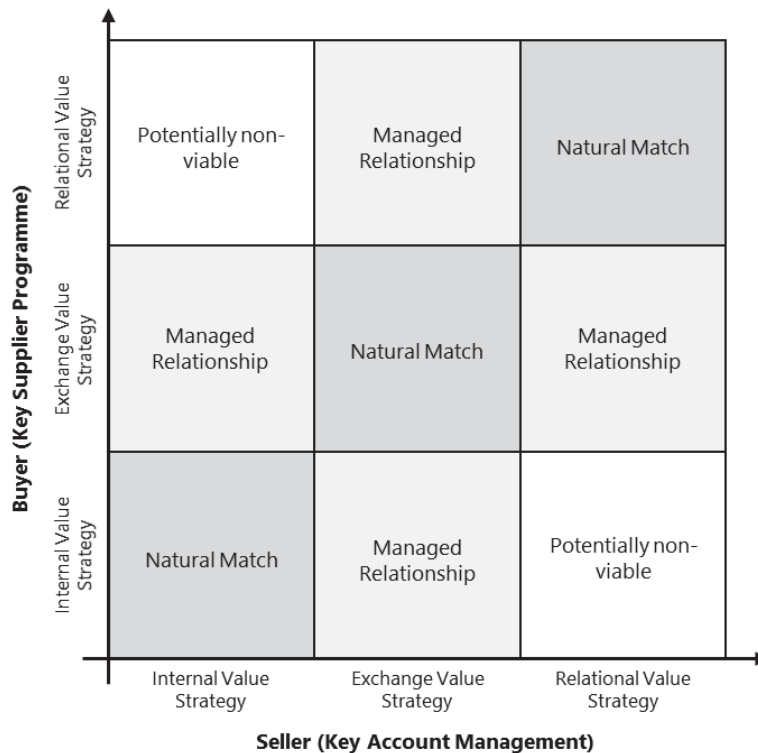 Buyer (Key Supplier Programme)
Relational Value
Strategy
Exchange Value
Strategy
Internal Value
Strategy
Potentially non-
viable
Managed
Relationship
Natural Match
Managed
Relationship
Natural Match
Managed
Relationship
Natural Match
Managed
Relationship
Potentially non-
viable
Internal Value
Strategy
Exchange Value
Strategy
Relational Value
Strategy
Seller (Key Account Management)